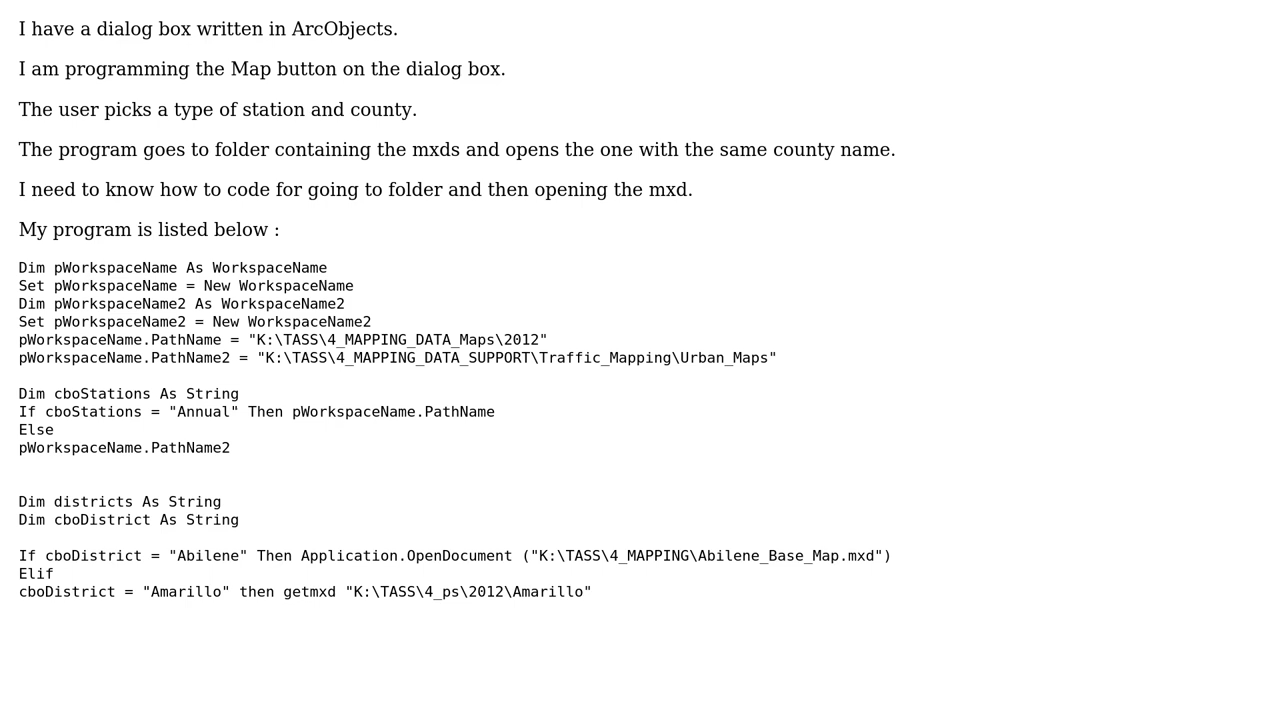 I have a dialog box written in ArcObjects.
I am programming the Map button on the dialog box.
The user picks a type of station and county.
The program goes to folder containing the mxds and opens the one with the same county name.
I need to know how to code for going to folder and then opening the mxd.
My program is listed below :
Dim pWorkspaceName As WorkspaceName
Set pWorkspaceName = New WorkspaceName
Dim pWorkspaceName2 As WorkspaceName2
Set pWorkspaceName2 = New WorkspaceName2
pWorkspaceName.PathName = "K:\TASS\4_MAPPING_DATA_Maps\2012"
pWorkspaceName.PathName2 = "K:\TASS\4_MAPPING_DATA_SUPPORT\Traffic_Mapping\Urban_Maps"
Dim cboStations As String
If cboStations = "Annual" Then pWorkspaceName.PathName
Else
pWorkspaceName.PathName2
Dim districts As String
Dim cboDistrict As String
If cboDistrict = "Abilene" Then Application.OpenDocument ("K:\TASS\4_MAPPING\Abilene_Base_Map.mxd")
Elif
cboDistrict = "Amarillo" then getmxd "K:\TASS\4_ps\2012\Amarillo"